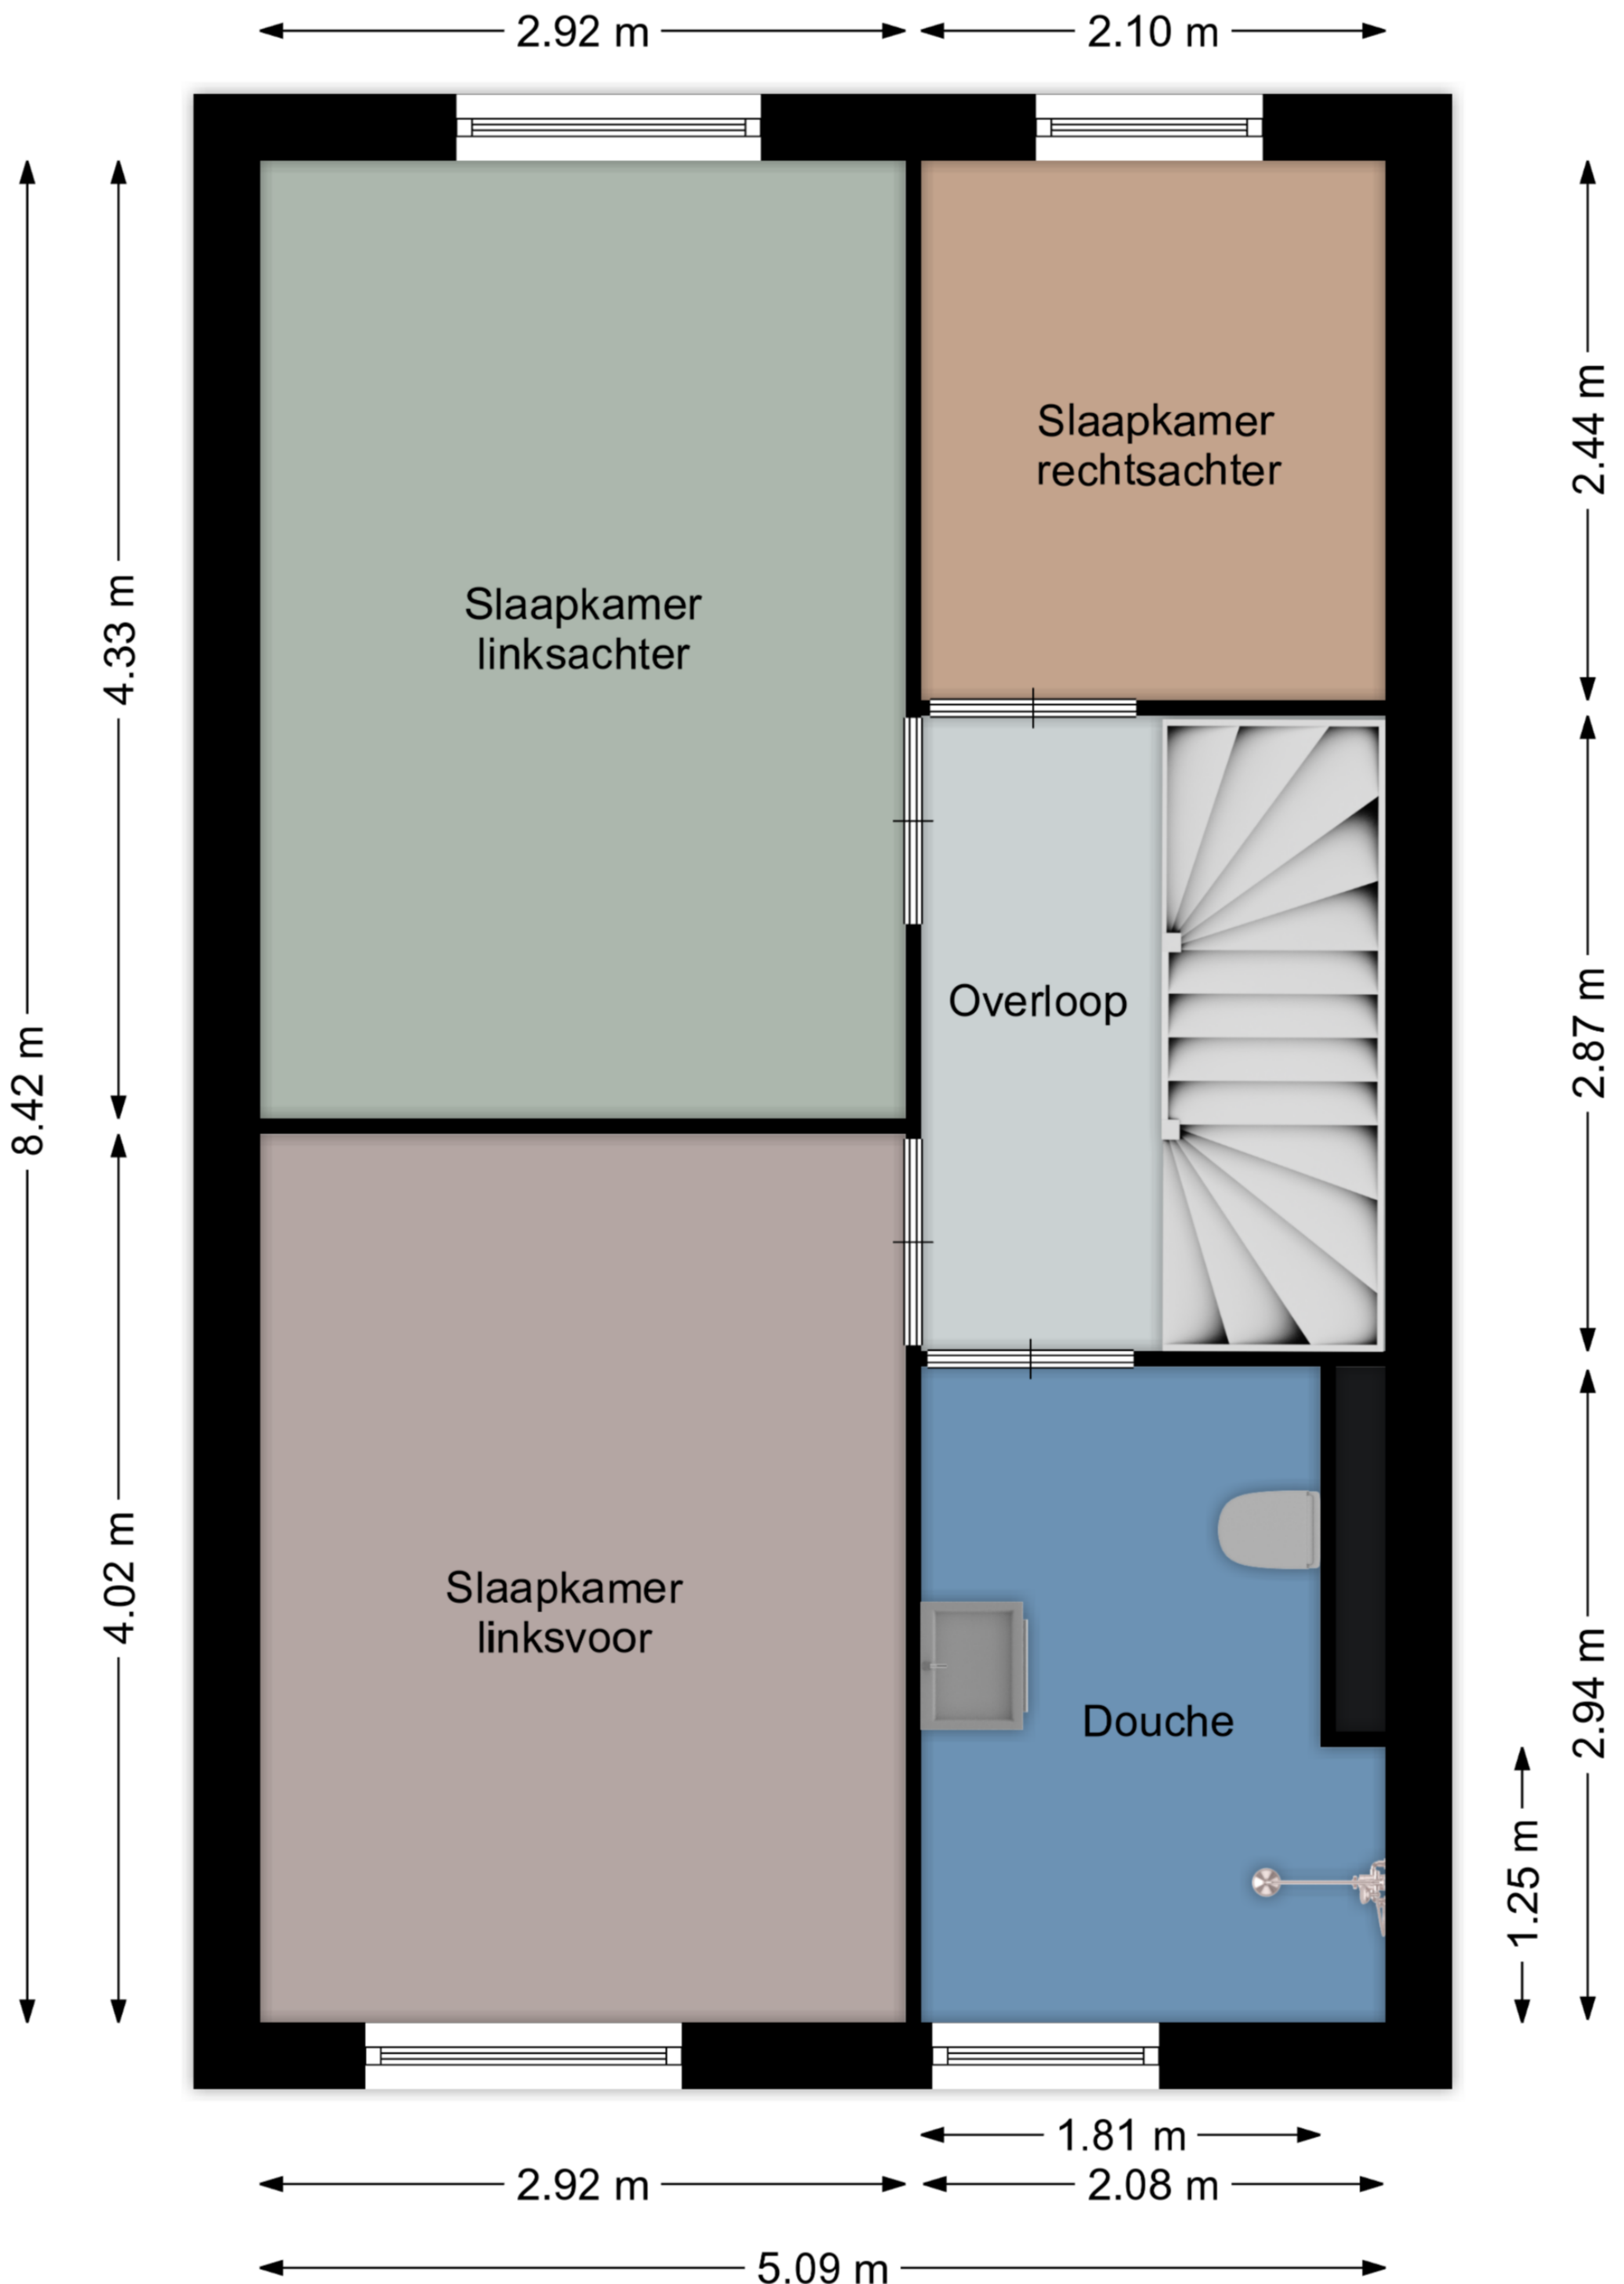 2.92 m
2.10 m
Slaapkamer
rechtsachter
2.44 m
Slaapkamer
linksachter
4.33 m
8.42 m
Overloop
2.87 m
Slaapkamer
linksvoor
4.02 m
Douche
2.94 m
1.25 m
1.81 m
2.92 m
2.08 m
5.09 m